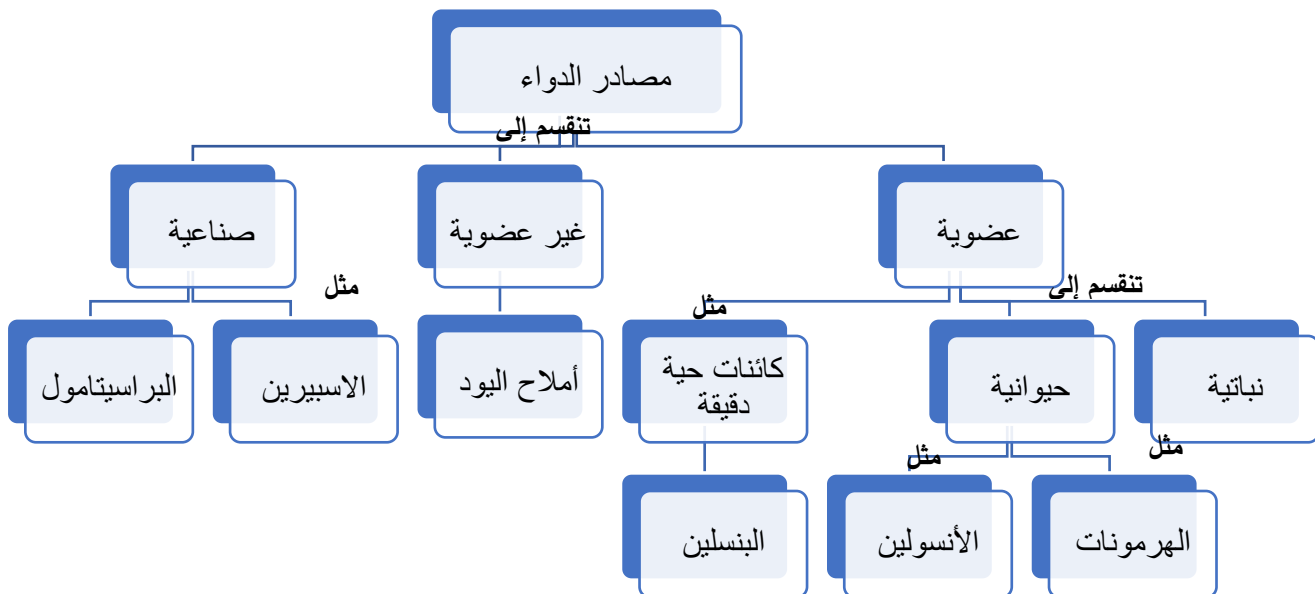 مصادر الدواء
تنقسم إلى
عضوية
غير عضوية
صناعية
تنقسم إلى
مثل
مثل
نباتية
حيوانية
كائنات حية
دقيقة
أملاح اليود
الاسبيرين
البراسيتامول
مثل
مثل
الهرمونات
الأنسولين
البنسلين